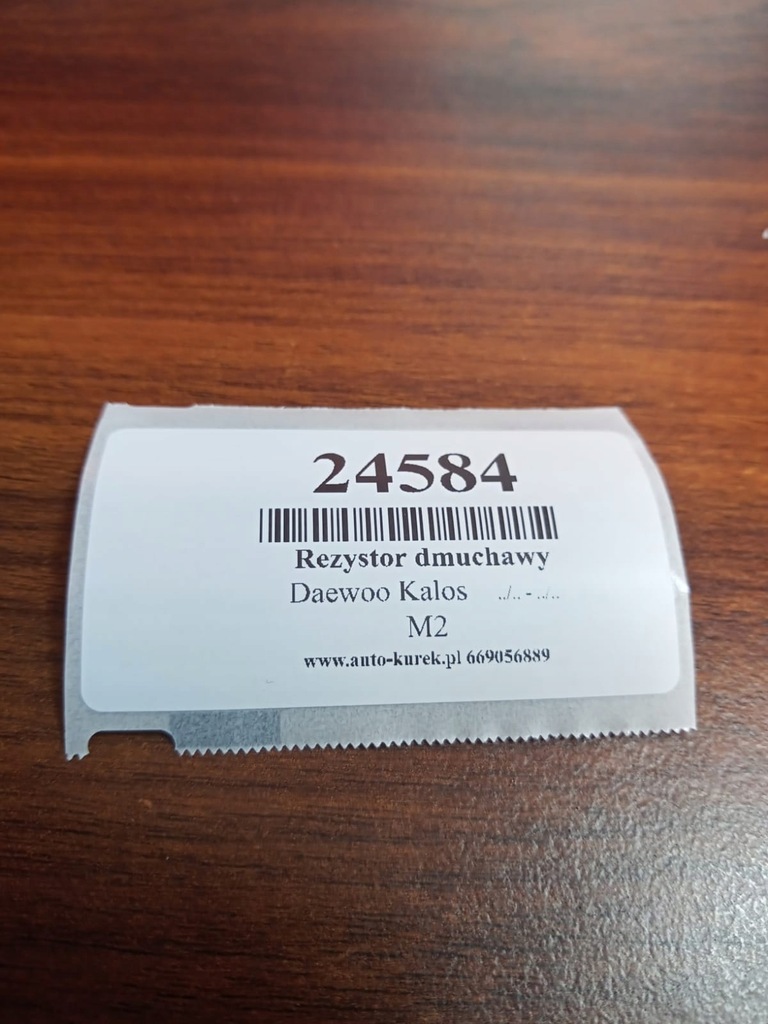 24584
Rezystor dmuchawy
Daewoo Kalos ../.. - ../..
M2
www.auto-kurek.pl 669056889